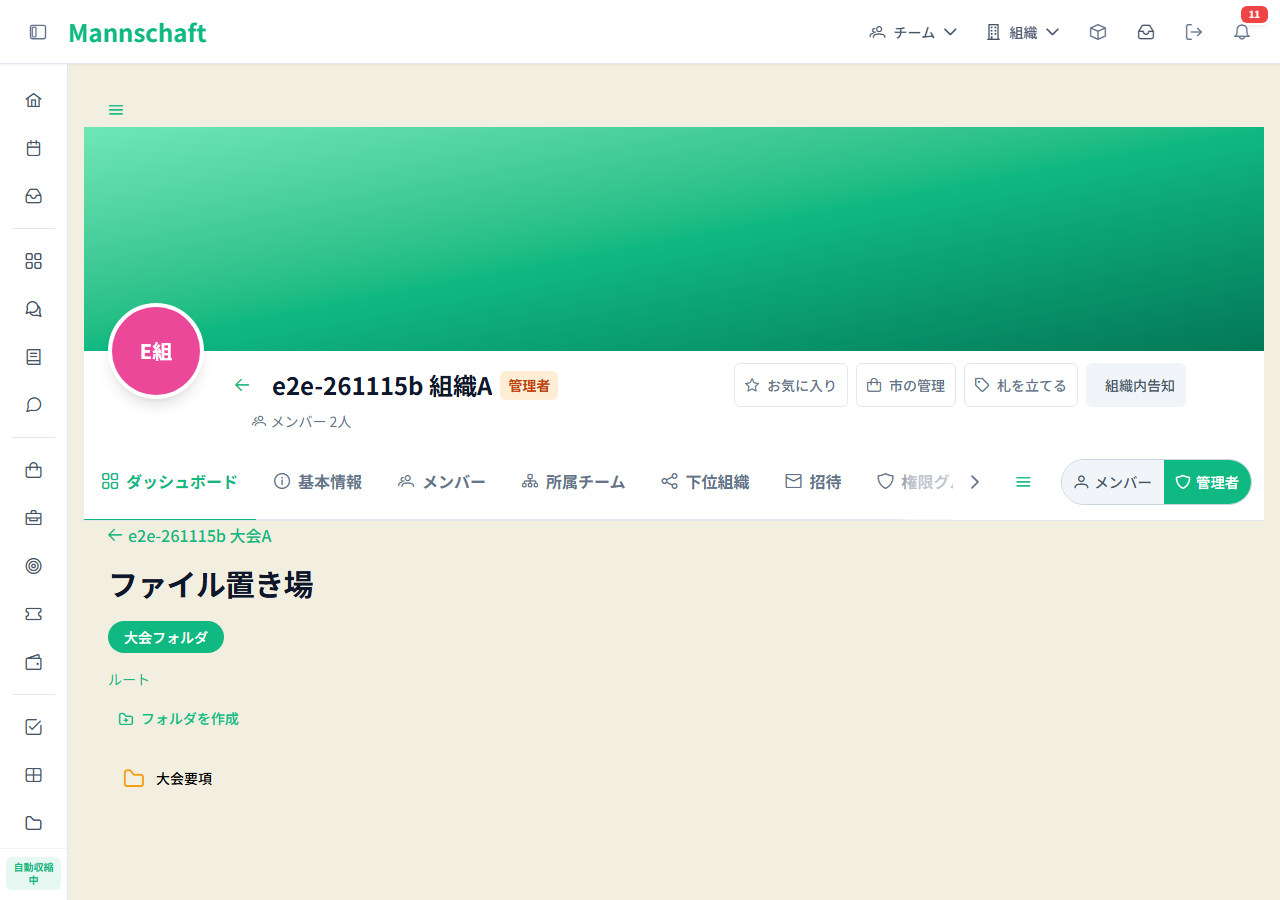 Mannschaft
チーム
組織
11
E組
e2e-261115b 組織A
管理者
メンバー 2人
お気に入り
市の管理
札を立てる
組織内告知
ダッシュボード
基本情報
メンバー
所属チーム
下位組織
招待
権限グ
メンバー
管理者
e2e-261115b 大会A
ファイル置き場
大会フォルダ
ルート
フォルダを作成
大会要項
自動収縮
中